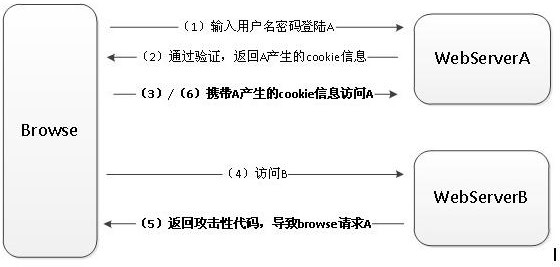 （1）输入用户名密码登陆A
（2）通过验证，返回A产生的cookie信息
WebServerA
（3）/（6）携带A产生的cookie信息访问A
Browse
（4）访问B
WebServerB
（5）返回攻击性代码，导致browse请求A